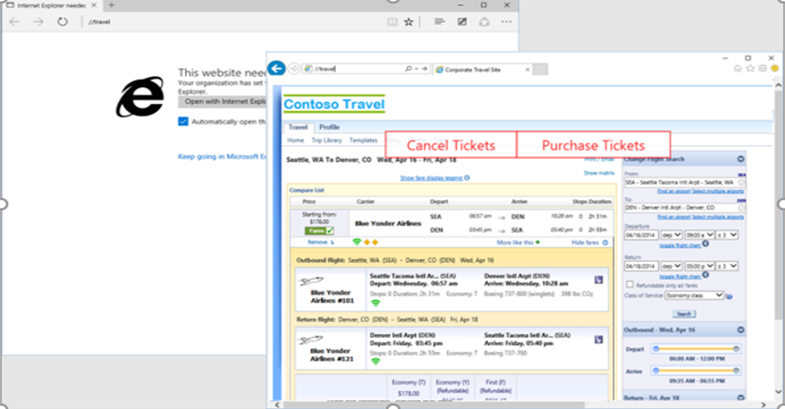 Internet Explorer needed
//travel
This website need
Your organization has set
Explorer.
Open with Internet Explo
Automatically open th
Keep going in Microsoft Ed
//travel
Corporate Travel Site
Contoso Travel
Travel Profile
Home Trip Library Templates
Cancel Tickets Purchase Tickets
Print / Email
Seattle, WA To Denver, CO Wed, Apr 16 - Fri, Apr 18
Show matrix
Show fare display legend
Compare List
Price Carrier Depart Arrive Stops Duration
Starting From:
$178.00
Fares
Blue Yonder Airlines
SEA 06:57 am → DEN 10:28 am 0 2h 31m
DEN 03:45 pm → SEA 05:40 pm 0 2h 55m
Remove
More like this
Hide fares
Outbound flight: Seattle, WA (SEA) - Denver, CO (DEN) Wed, Apr 16
Blue Yonder
Airlines #101
Seattle Tacoma Intl Ar... (SEA) Denver Intl Arpt (DEN)
Depart: Wednesday, 06:57 am Arrive: Wednesday, 10:28 am
Stops: 0 Duration: 2h 31m Economy: T Boeing 737-800 (winglets) 398 lbs CO₂
Return flight: Denver, CO (DEN) - Seattle, WA (SEA) Fri, Apr 18
Blue Yonder
Airlines #121
Denver Intl Arpt (DEN) Seattle Tacoma Intl Ar... (SEA)
Depart: Friday, 03:45 pm Arrive: Friday, 05:40 pm
Stops: 0 Duration: 2h 55m Economy: T Boeing 737-700
Economy (T) Economy (Y) First (F)
(Refundable) (Refundable)
$178.00
Change Flight Search
From:
SEA - Seattle Tacoma Intl Arpt - Seattle, WA
Find an airport Select multiple airports
To:
DEN - Denver Intl Arpt - Denver, CO
Find an airport Select multiple airports
Departure
04/16/2014 dep 09:00 a ± 3
toggle flight chart
Return
04/18/2014 dep 05:00 p ± 3
toggle flight chart
Refundable only air fares
Class of Service: Economy class
Search
Outbound - Wed, Apr 16
Depart
06:00 AM - 12:00 PM
Arrive
09:35 AM - 06:55 PM
Return - Fri, Apr 18